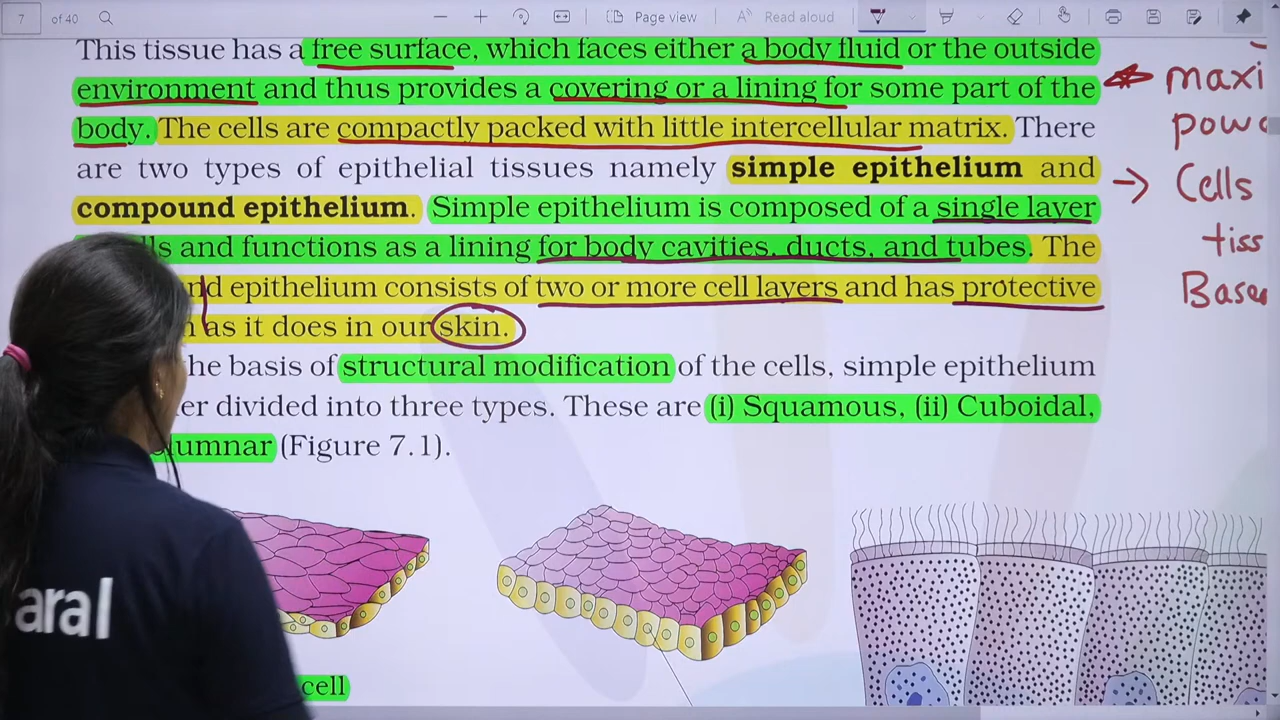 7 of 40 Page view Read aloud
This tissue has a free surface, which faces either a body fluid or the outside
environment and thus provides a covering or a lining for some part of the
body. The cells are compactly packed with little intercellular matrix. There
are two types of epithelial tissues namely simple epithelium and
compound epithelium. Simple epithelium is composed of a single layer
and functions as a lining for body cavities, ducts, and tubes. The
epithelium consists of two or more cell layers and has protective
as it does in our skin.
the basis of structural modification of the cells, simple epithelium
divided into three types. These are (i) Squamous, (ii) Cuboidal,
(Figure 7.1).
cell
maxi
powe
→ Cells
tiss
Base
aral